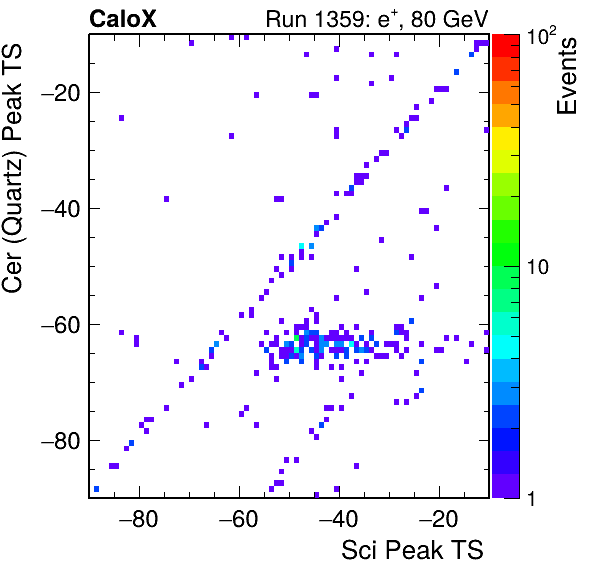 CaloX Run 1359: e⁺, 80 GeV
Cer (Quartz) Peak TS
−20
−40
−60
−80
−80 −60 −40 −20
Sci Peak TS
10²
10
1
Events